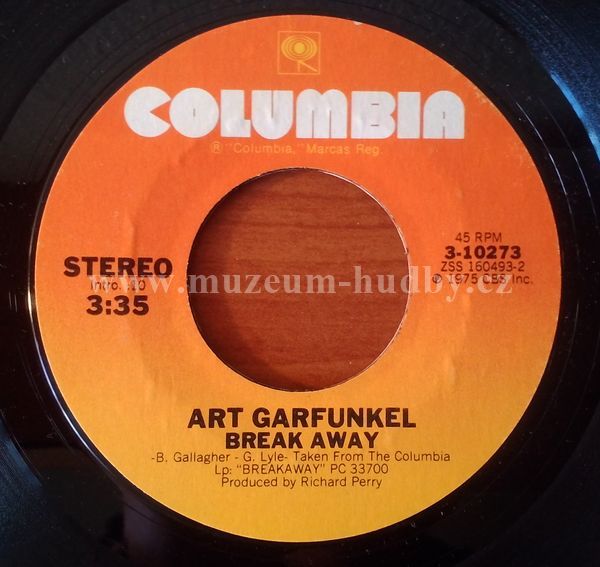 COLUMBIA
® "Columbia," Marcas Reg.
45 RPM
3-10273
ZSS 160493-2
℗ 1975 CBS Inc.
STEREO
Intro.
3:35
www.muzeum-hudby.cz
ART GARFUNKEL
BREAK AWAY
-B. Gallagher - G. Lyle- Taken From The Columbia
Lp: "BREAKAWAY" PC 33700
Produced by Richard Perry